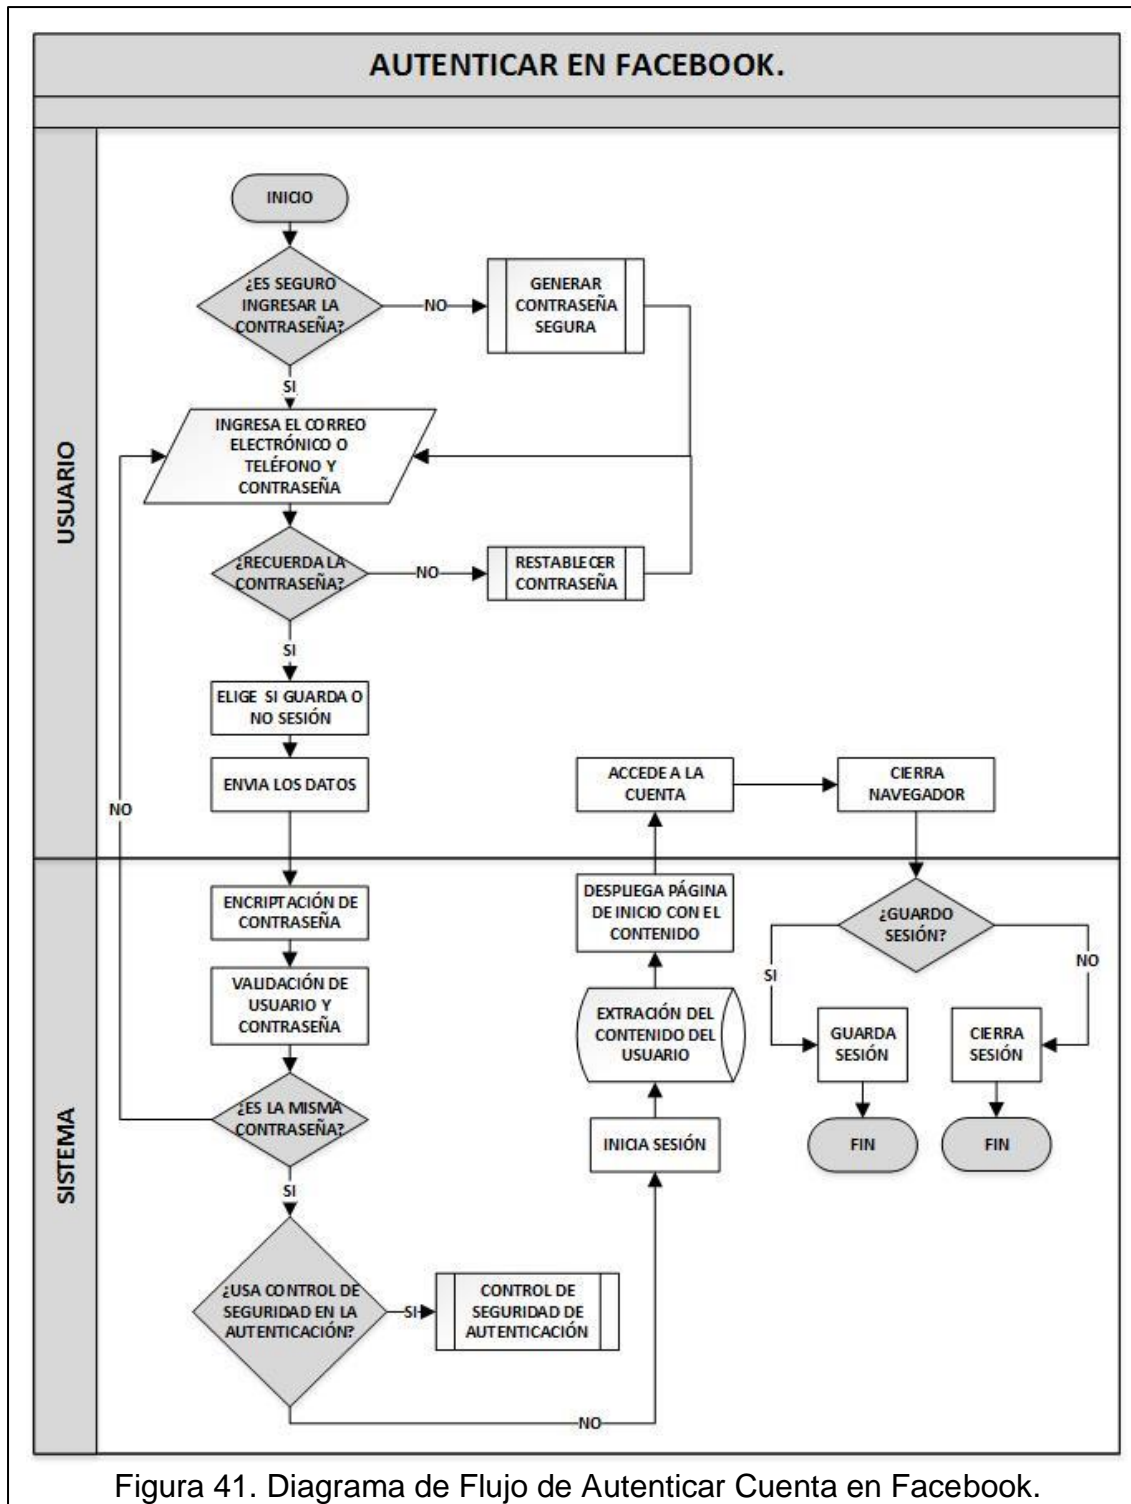 AUTENTICAR EN FACEBOOK.
USUARIO
INICIO
¿ES SEGURO
INGRESAR LA
CONTRASEÑA?
NO
GENERAR
CONTRASEÑA
SEGURA
SI
INGRESA EL CORREO
ELECTRÓNICO O
TELÉFONO Y
CONTRASEÑA
¿RECUERDA LA
CONTRASEÑA?
NO
RESTABLECER
CONTRASEÑA
SI
ELIGE SI GUARDA O
NO SESIÓN
ENVIA LOS DATOS
ACCEDE A LA
CUENTA
CIERRA
NAVEGADOR
NO
SISTEMA
ENCRIPTACIÓN DE
CONTRASEÑA
VALIDACIÓN DE
USUARIO Y
CONTRASEÑA
¿ES LA MISMA
CONTRASEÑA?
SI
¿USA CONTROL DE
SEGURIDAD EN LA
AUTENTICACIÓN?
SI
CONTROL DE
SEGURIDAD DE
AUTENTICACIÓN
NO
INICIA SESIÓN
EXTRACIÓN DEL
CONTENIDO DEL
USUARIO
DESPLIEGA PÁGINA
DE INICIO CON EL
CONTENIDO
¿GUARDO
SESIÓN?
SI
NO
GUARDA
SESIÓN
CIERRA
SESIÓN
FIN
FIN
Figura 41. Diagrama de Flujo de Autenticar Cuenta en Facebook.